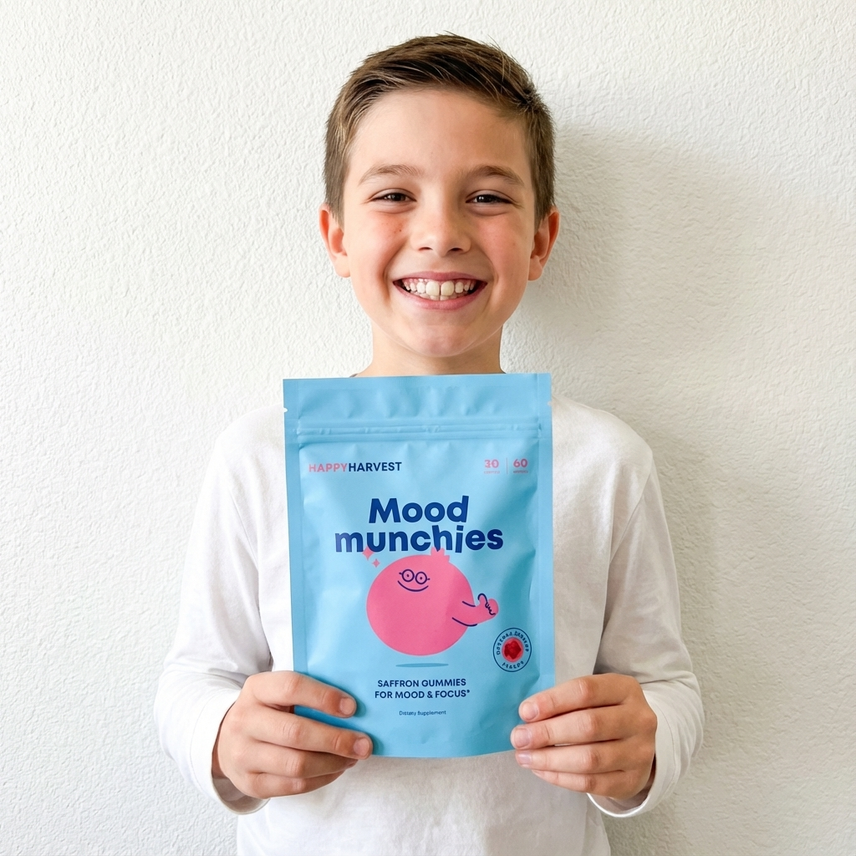 HAPPYHARVEST
30 60
Mood
munchies
SAFFRON GUMMIES
FOR MOOD & FOCUS*
Dietary Supplement